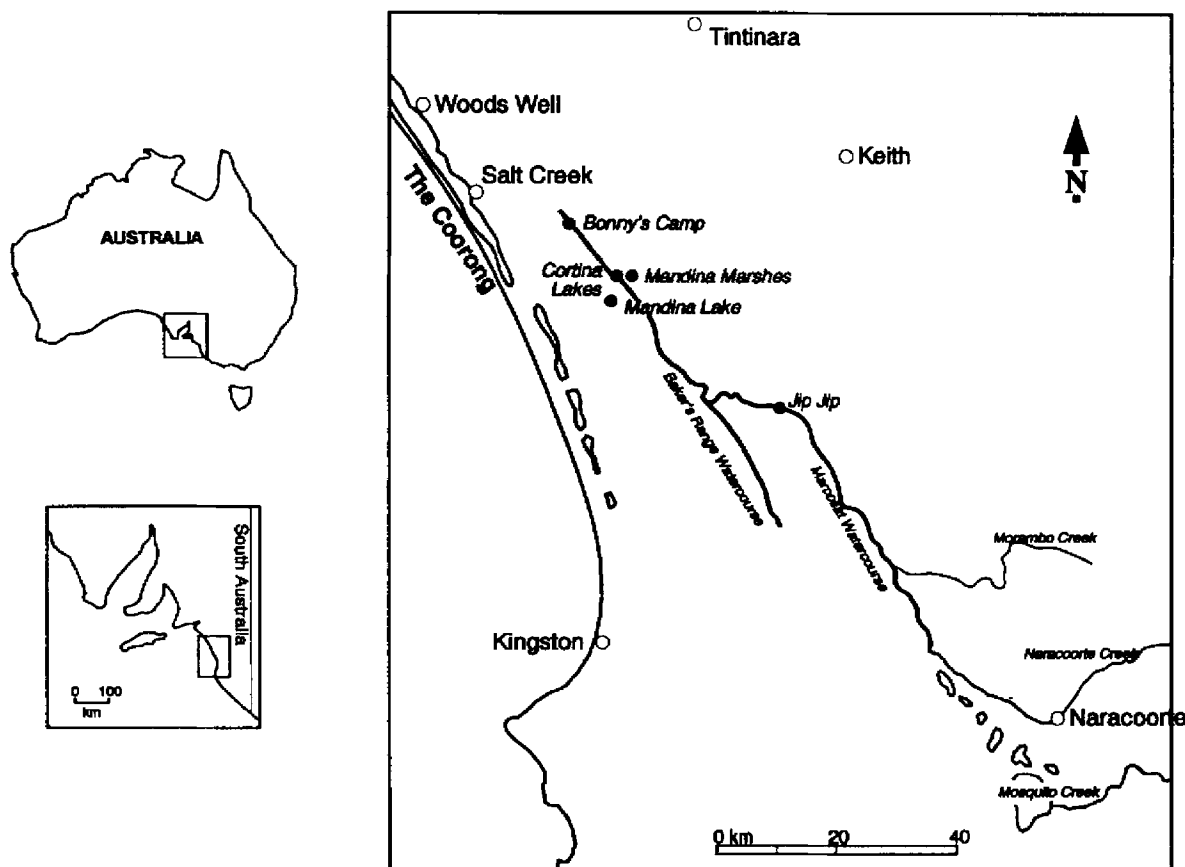 AUSTRALIA
South Australia
0 100
km
Tintinara
Woods Well
Keith
N
Salt Creek
The Coorong
Bonny's Camp
Cortina
Lakes
Mandina Marshes
Mandina Lake
Jip Jip
Baker's Range Watercourse
Marcollat Watercourse
Morambo Creek
Kingston
Naracoorte Creek
Naracoorte
Mosquito Creek
0 km 20 40